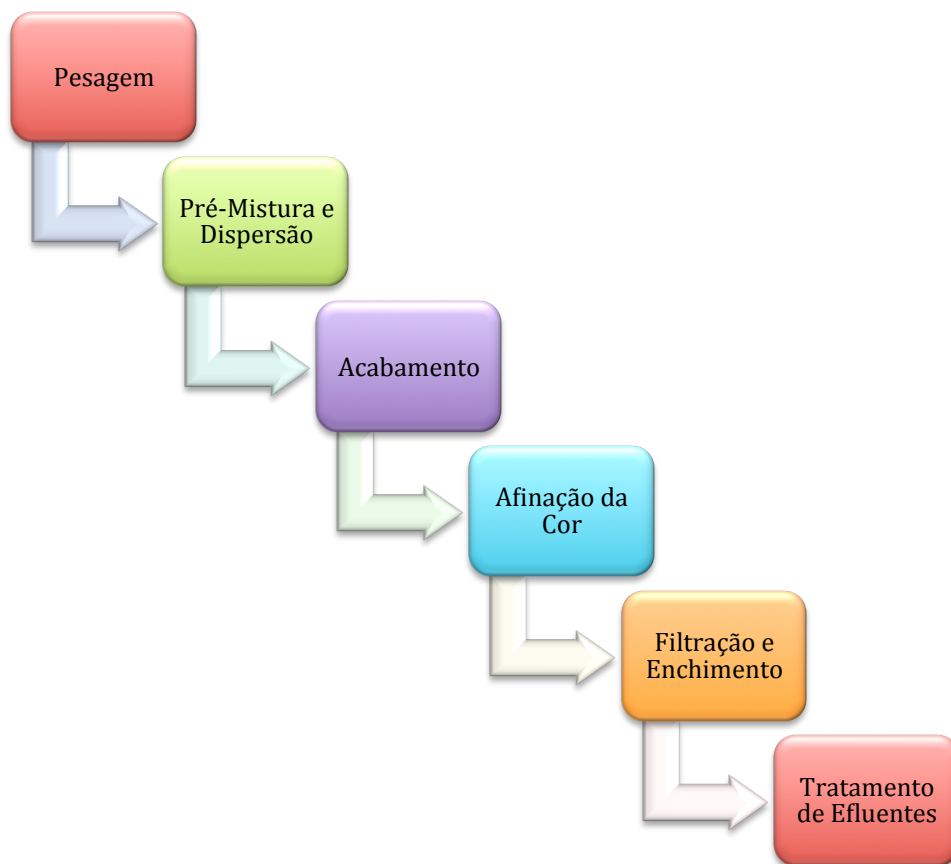 Pesagem
Pré-Mistura e
Dispersão
Acabamento
Afinação da
Cor
Filtração e
Enchimento
Tratamento
de Efluentes